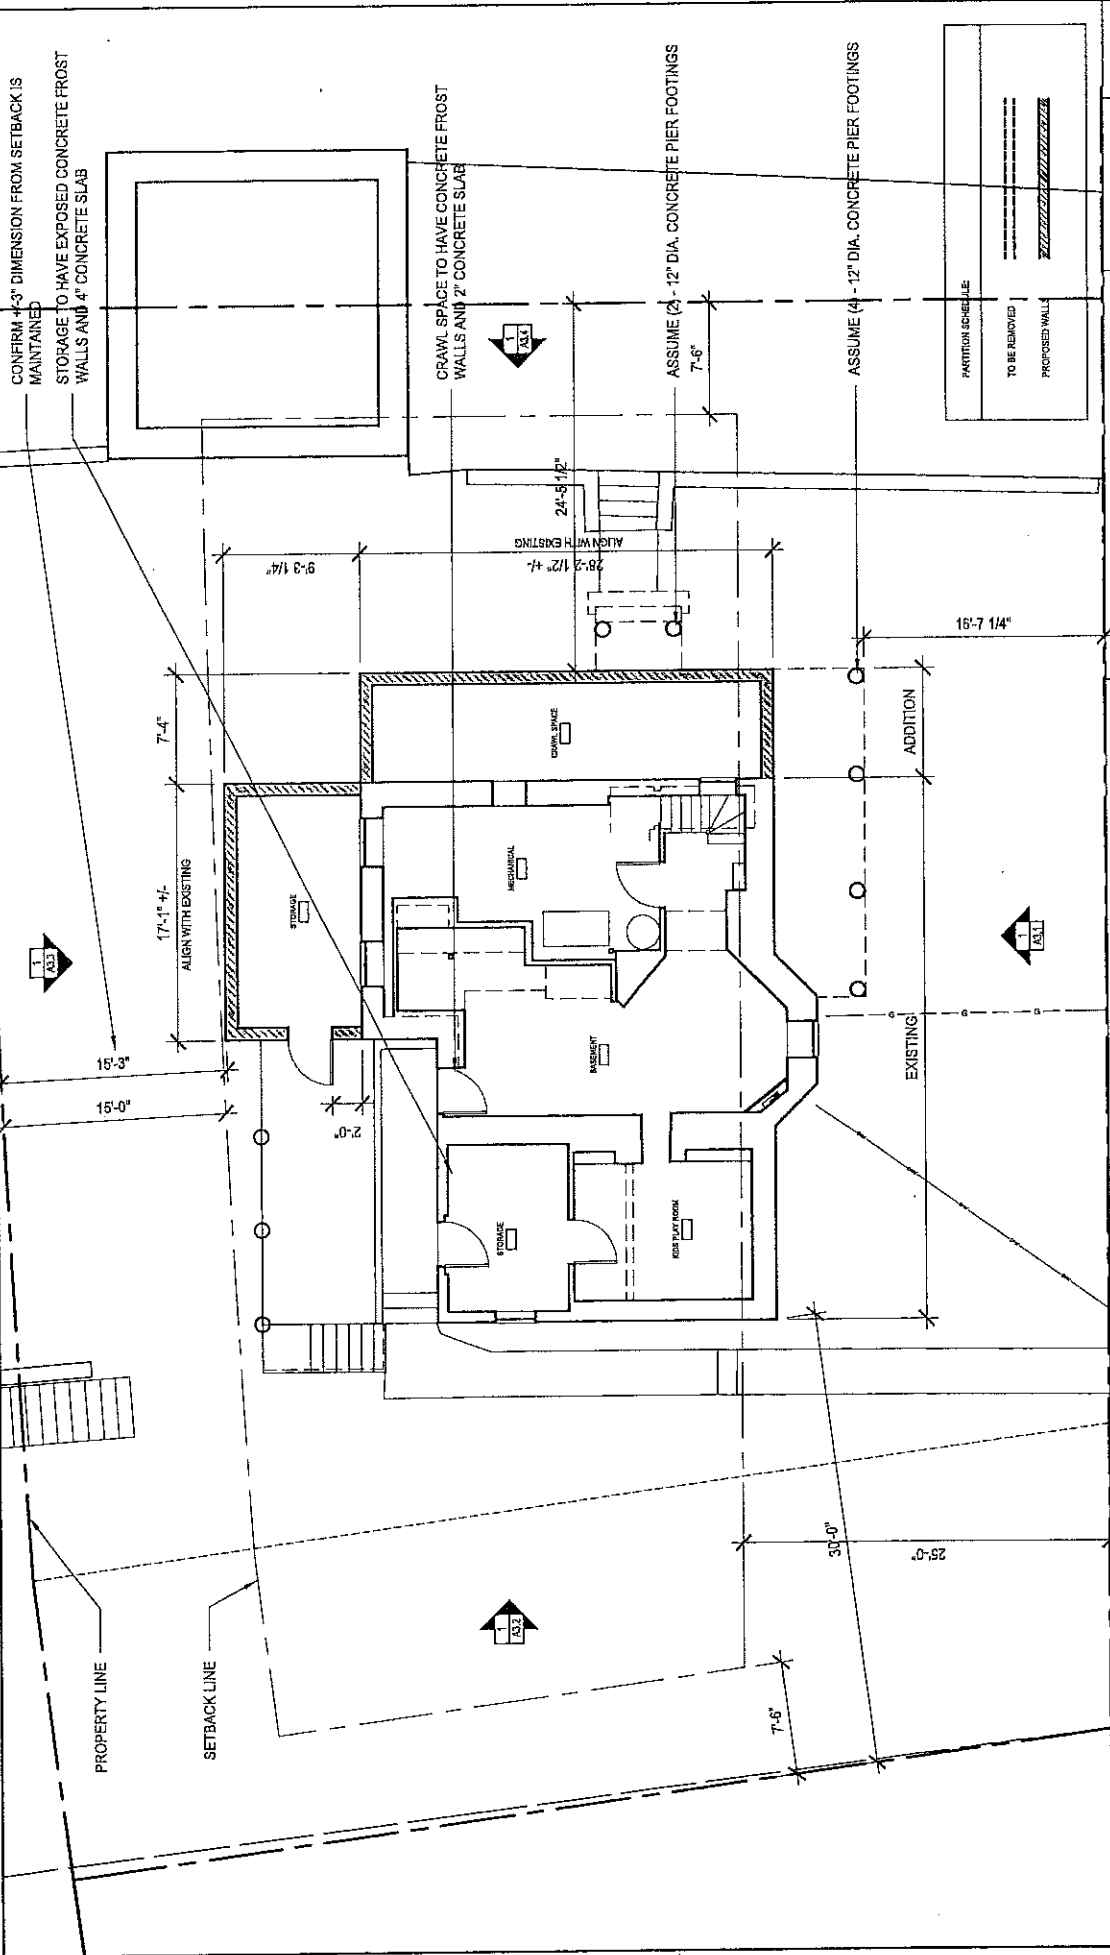 CONFIRM +-3" DIMENSION FROM SETBACK IS
MAINTAINED
STORAGE TO HAVE EXPOSED CONCRETE FROST
WALLS AND 4" CONCRETE SLAB
CRAWL SPACE TO HAVE CONCRETE FROST
WALLS AND 2" CONCRETE SLAB
ASSUME (2) - 12" DIA. CONCRETE PIER FOOTINGS
ASSUME (4) - 12" DIA. CONCRETE PIER FOOTINGS
PARTITION SCHEDULE:
TO BE REMOVED
PROPOSED WALLS
1
A3.4
7'-6"
24'-5 1/2"
9'-3 1/4"
28'-2 1/2" +/-
ALIGN WITH EXISTING
16'-7 1/4"
7'-4"
17'-1" +/-
ALIGN WITH EXISTING
ADDITION
EXISTING
CRAWL SPACE
STORAGE
MECHANICAL
BASEMENT
STORAGE
KIDS PLAY ROOM
1
A3.3
1
A3.1
15'-3"
15'-0"
2'-0"
G
G
G
PROPERTY LINE
SETBACK LINE
1
A3.2
30'-0"
25'-0"
7'-6"